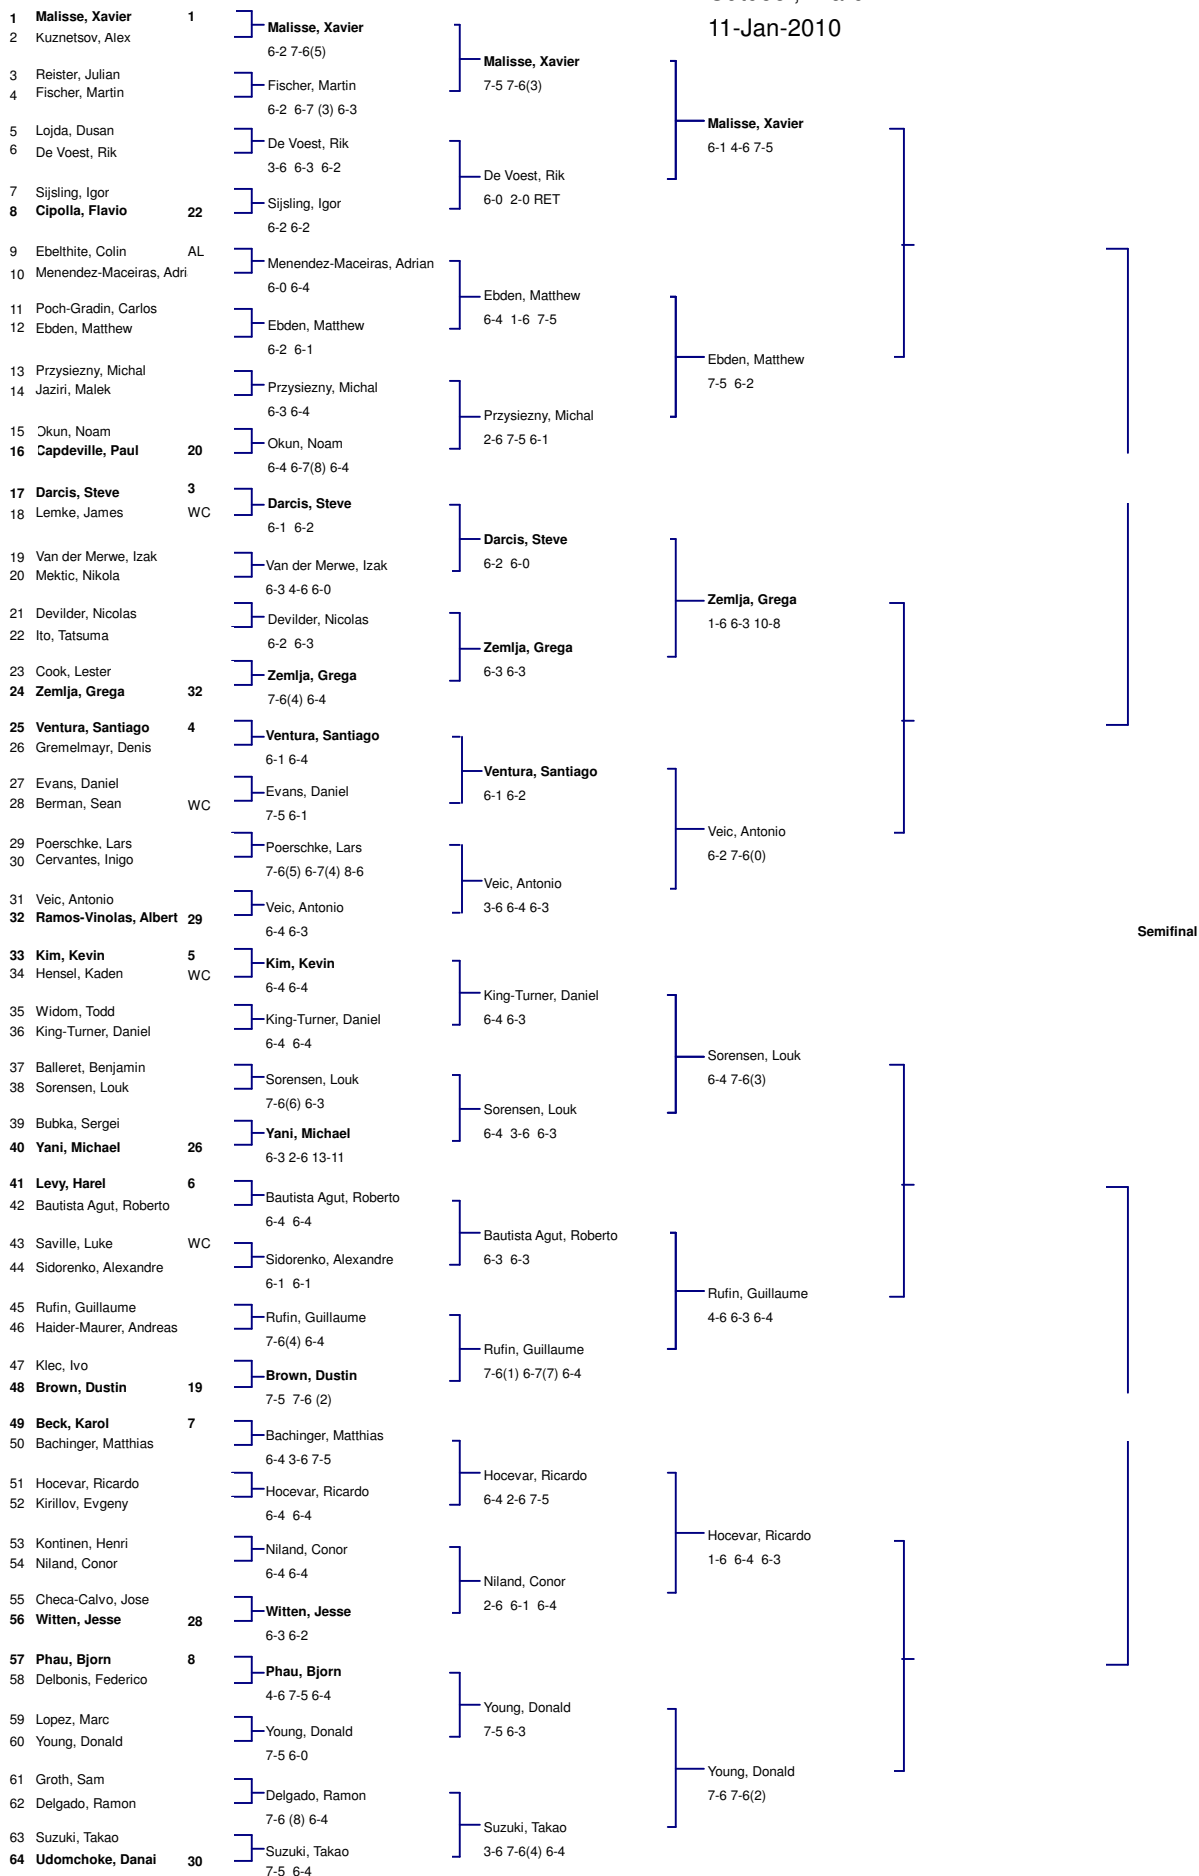 11-Jan-2010
1 Malisse, Xavier 1
2 Kuznetsov, Alex
3 Reister, Julian
4 Fischer, Martin
5 Lojda, Dusan
6 De Voest, Rik
7 Sijsling, Igor
8 Cipolla, Flavio 22
9 Ebelthite, Colin AL
10 Menendez-Maceiras, Adri
11 Poch-Gradin, Carlos
12 Ebden, Matthew
13 Przysiezny, Michal
14 Jaziri, Malek
15 Okun, Noam
16 Capdeville, Paul 20
17 Darcis, Steve 3
18 Lemke, James WC
19 Van der Merwe, Izak
20 Mektic, Nikola
21 Devilder, Nicolas
22 Ito, Tatsuma
23 Cook, Lester
24 Zemlja, Grega 32
25 Ventura, Santiago 4
26 Gremelmayr, Denis
27 Evans, Daniel
28 Berman, Sean WC
29 Poerschke, Lars
30 Cervantes, Inigo
31 Veic, Antonio
32 Ramos-Vinolas, Albert 29
33 Kim, Kevin 5
34 Hensel, Kaden WC
35 Widom, Todd
36 King-Turner, Daniel
37 Balleret, Benjamin
38 Sorensen, Louk
39 Bubka, Sergei
40 Yani, Michael 26
41 Levy, Harel 6
42 Bautista Agut, Roberto
43 Saville, Luke WC
44 Sidorenko, Alexandre
45 Rufin, Guillaume
46 Haider-Maurer, Andreas
47 Klec, Ivo
48 Brown, Dustin 19
49 Beck, Karol 7
50 Bachinger, Matthias
51 Hocevar, Ricardo
52 Kirillov, Evgeny
53 Kontinen, Henri
54 Niland, Conor
55 Checa-Calvo, Jose
56 Witten, Jesse 28
57 Phau, Bjorn 8
58 Delbonis, Federico
59 Lopez, Marc
60 Young, Donald
61 Groth, Sam
62 Delgado, Ramon
63 Suzuki, Takao
64 Udomchoke, Danai 30
Malisse, Xavier
6-2 7-6(5)
Fischer, Martin
6-2 6-7 (3) 6-3
De Voest, Rik
3-6 6-3 6-2
Sijsling, Igor
6-2 6-2
Menendez-Maceiras, Adrian
6-0 6-4
Ebden, Matthew
6-2 6-1
Przysiezny, Michal
6-3 6-4
Okun, Noam
6-4 6-7(8) 6-4
Darcis, Steve
6-1 6-2
Van der Merwe, Izak
6-3 4-6 6-0
Devilder, Nicolas
6-2 6-3
Zemlja, Grega
7-6(4) 6-4
Ventura, Santiago
6-1 6-4
Evans, Daniel
7-5 6-1
Poerschke, Lars
7-6(5) 6-7(4) 8-6
Veic, Antonio
6-4 6-3
Kim, Kevin
6-4 6-4
King-Turner, Daniel
6-4 6-4
Sorensen, Louk
7-6(6) 6-3
Yani, Michael
6-3 2-6 13-11
Bautista Agut, Roberto
6-4 6-4
Sidorenko, Alexandre
6-1 6-1
Rufin, Guillaume
7-6(4) 6-4
Brown, Dustin
7-5 7-6 (2)
Bachinger, Matthias
6-4 3-6 7-5
Hocevar, Ricardo
6-4 6-4
Niland, Conor
6-4 6-4
Witten, Jesse
6-3 6-2
Phau, Bjorn
4-6 7-5 6-4
Young, Donald
7-5 6-0
Delgado, Ramon
7-6 (8) 6-4
Suzuki, Takao
7-5 6-4
Malisse, Xavier
7-5 7-6(3)
De Voest, Rik
6-0 2-0 RET
Ebden, Matthew
6-4 1-6 7-5
Przysiezny, Michal
2-6 7-5 6-1
Darcis, Steve
6-2 6-0
Zemlja, Grega
6-3 6-3
Ventura, Santiago
6-1 6-2
Veic, Antonio
3-6 6-4 6-3
King-Turner, Daniel
6-4 6-3
Sorensen, Louk
6-4 3-6 6-3
Bautista Agut, Roberto
6-3 6-3
Rufin, Guillaume
7-6(1) 6-7(7) 6-4
Hocevar, Ricardo
6-4 2-6 7-5
Niland, Conor
2-6 6-1 6-4
Young, Donald
7-5 6-3
Suzuki, Takao
3-6 7-6(4) 6-4
Malisse, Xavier
6-1 4-6 7-5
Ebden, Matthew
7-5 6-2
Zemlja, Grega
1-6 6-3 10-8
Veic, Antonio
6-2 7-6(0)
Sorensen, Louk
6-4 7-6(3)
Rufin, Guillaume
4-6 6-3 6-4
Hocevar, Ricardo
1-6 6-4 6-3
Young, Donald
7-6 7-6(2)
Semifinal